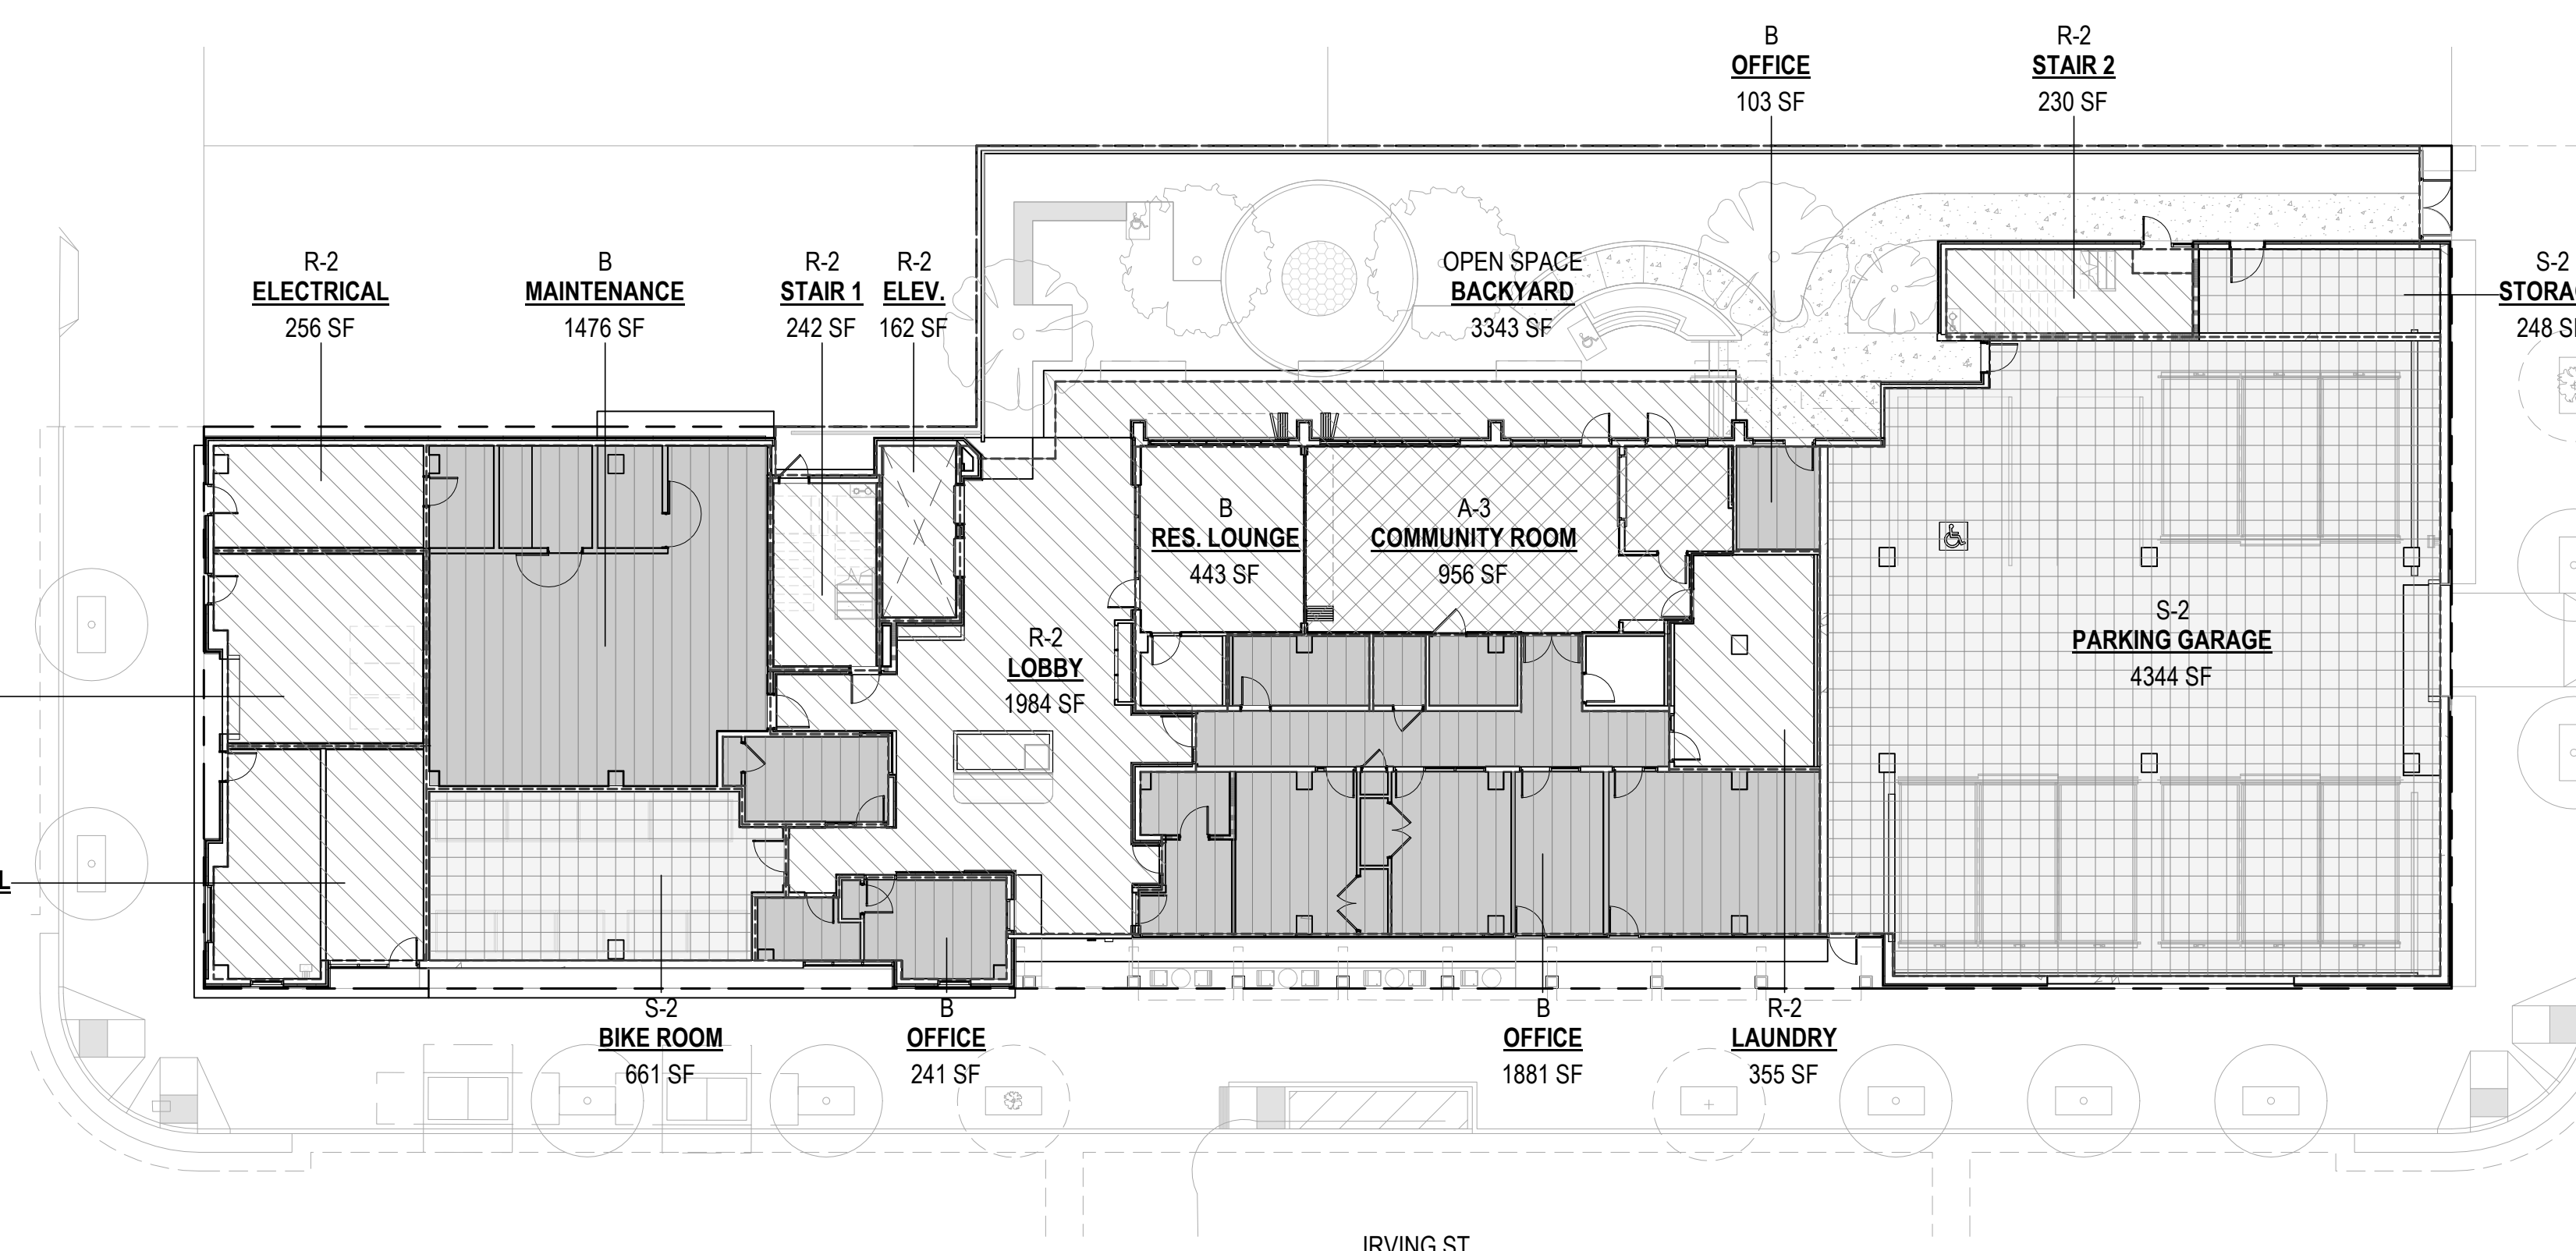 B
OFFICE
103 SF
R-2
STAIR 2
230 SF
R-2
ELECTRICAL
256 SF
B
MAINTENANCE
1476 SF
R-2
STAIR 1
242 SF
R-2
ELEV.
162 SF
OPEN SPACE
BACKYARD
3343 SF
S-2
248
B
RES. LOUNGE
443 SF
A-3
COMMUNITY ROOM
956 SF
R-2
LOBBY
1984 SF
S-2
PARKING GARAGE
4344 SF
S-2
BIKE ROOM
661 SF
B
OFFICE
241 SF
B
OFFICE
1881 SF
R-2
LAUNDRY
355 SF
IRVING ST